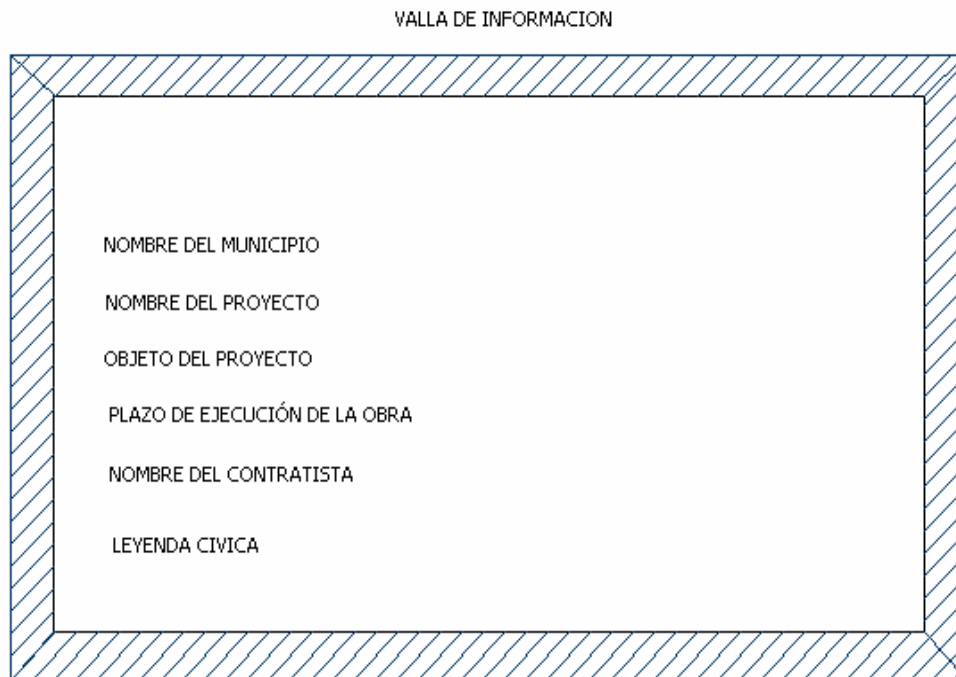 VALLA DE INFORMACION
NOMBRE DEL MUNICIPIO
NOMBRE DEL PROYECTO
OBJETO DEL PROYECTO
PLAZO DE EJECUCIÓN DE LA OBRA
NOMBRE DEL CONTRATISTA
LEYENDA CIVICA